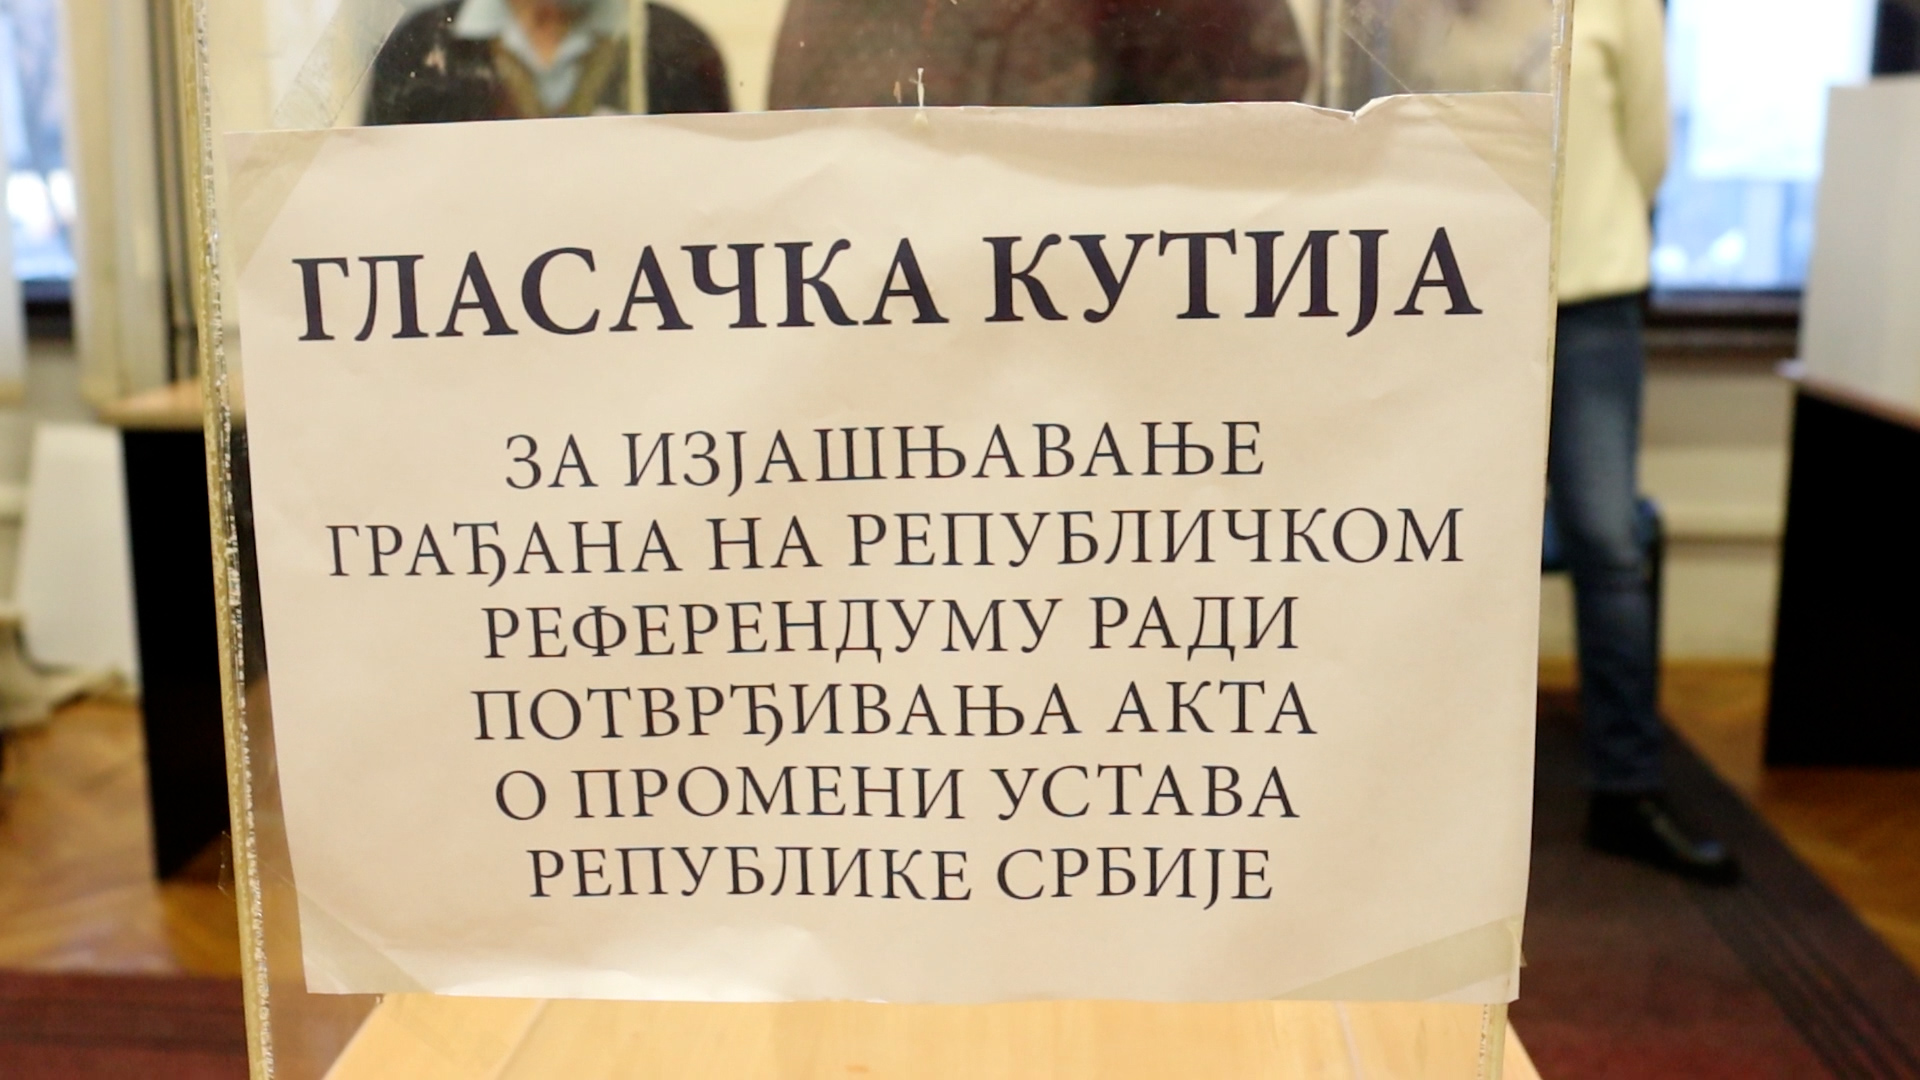 ГЛАСАЧКА КУТИЈА
ЗА ИЗЈАШЊАВАЊЕ
ГРАЂАНА НА РЕПУБЛИЧКОМ
РЕФЕРЕНДУМУ РАДИ
ПОТВРЂИВАЊА АКТА
О ПРОМЕНИ УСТАВА
РЕПУБЛИКЕ СРБИЈЕ